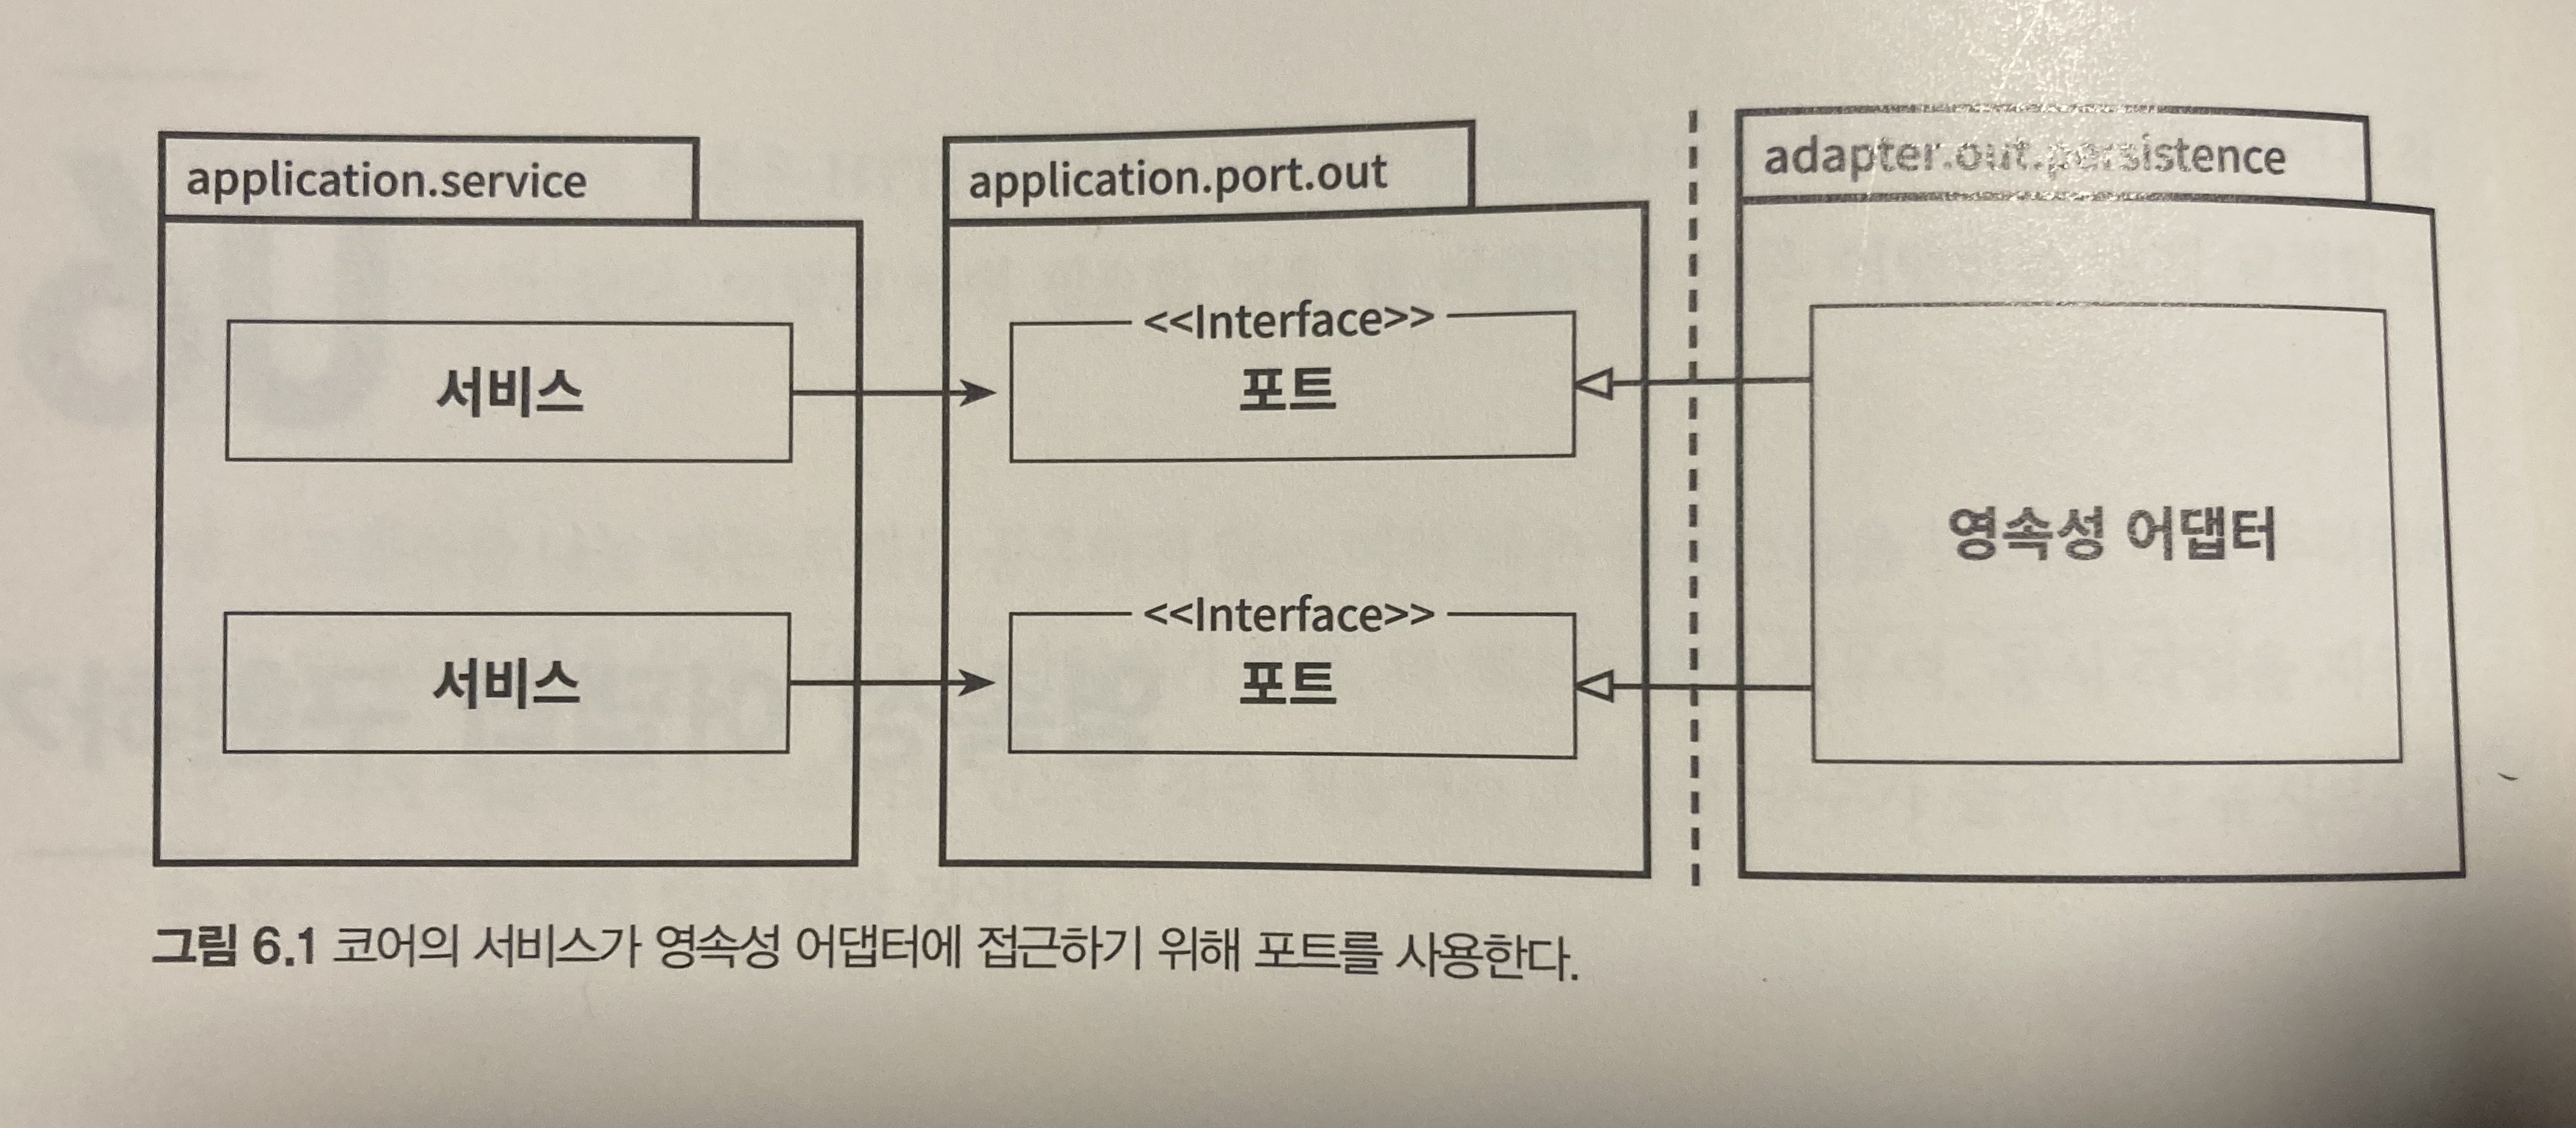 application.service
application.port.out
adapter.out.persistence
<<Interface>>
서비스
포트
영속성 어댑터
<<Interface>>
서비스
포트
그림 6.1 코어의 서비스가 영속성 어댑터에 접근하기 위해 포트를 사용한다.